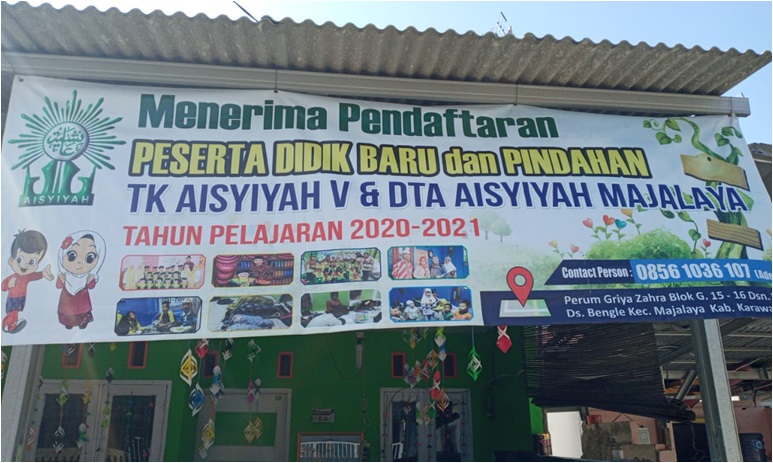 AISYIYAH
Menerima Pendaftaran
PESERTA DIDIK BARU dan PINDAHAN
TK AISYIYAH V & DTA AISYIYAH MAJALAYA
TAHUN PELAJARAN 2020-2021
Contact Person : 0856 1036 107
Perum Griya Zahra Blok G. 15 - 16 Dsn.
Ds. Bengle Kec. Majalaya Kab.